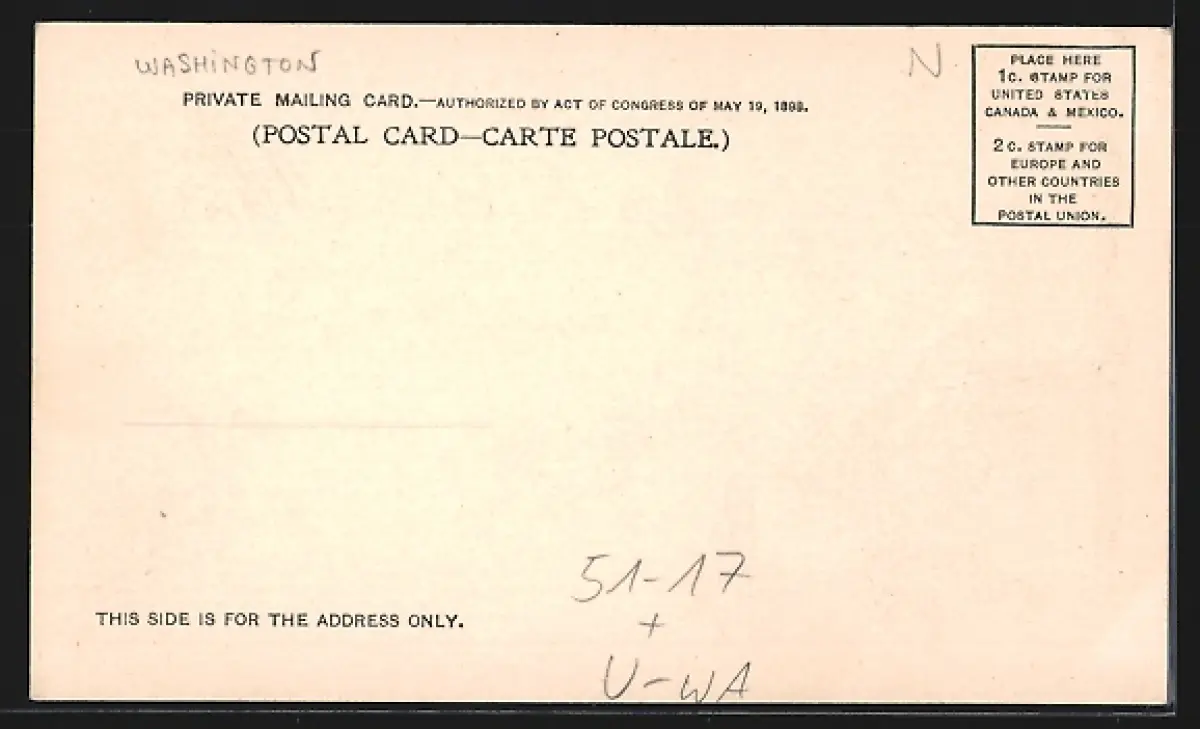 WASHINGTON
N
PRIVATE MAILING CARD.—AUTHORIZED BY ACT OF CONGRESS OF MAY 19, 1898.
(POSTAL CARD—CARTE POSTALE.)
PLACE HERE
1c. STAMP FOR
UNITED STATES
CANADA & MEXICO.
2c. STAMP FOR
EUROPE AND
OTHER COUNTRIES
IN THE
POSTAL UNION.
51-17
+
U-WA
THIS SIDE IS FOR THE ADDRESS ONLY.